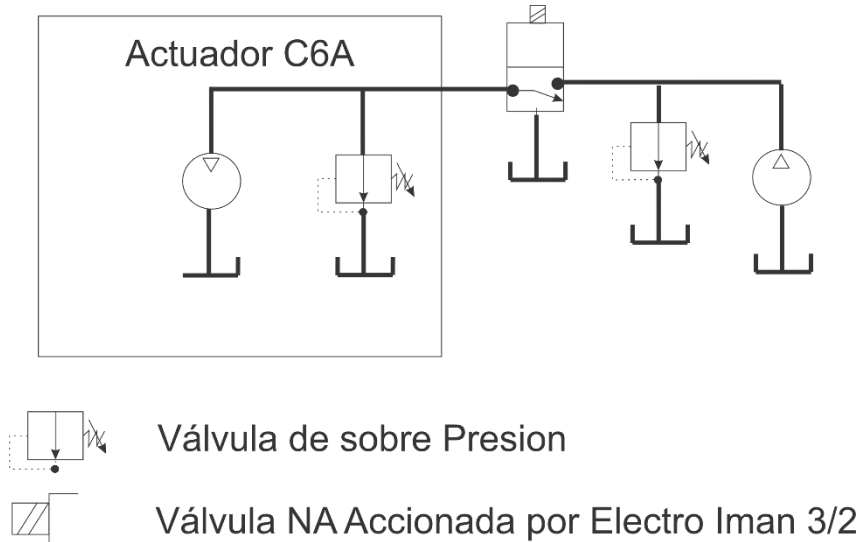 Actuador C6A
Válvula de sobre Presion
Válvula NA Accionada por Electro Iman 3/2